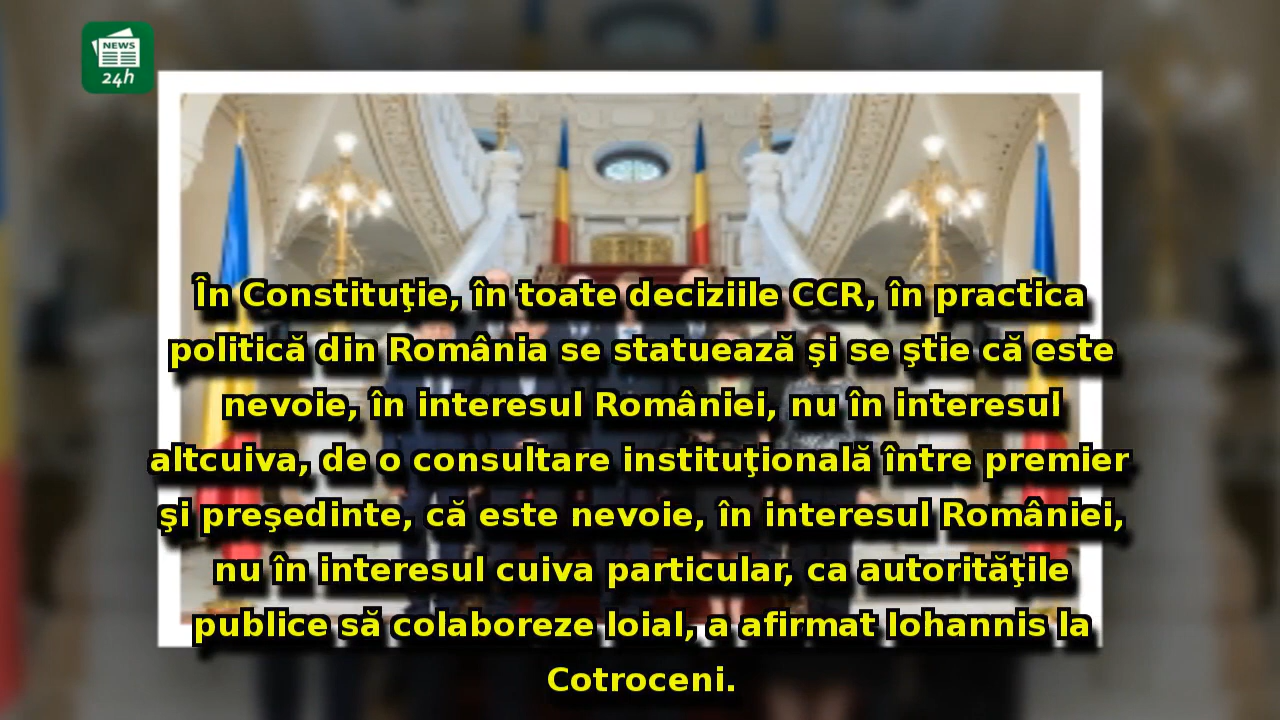 NEWS
24h
În Constituţie, în toate deciziile CCR, în practica
politică din România se statuează şi se ştie că este
nevoie, în interesul României, nu în interesul
altcuiva, de o consultare instituţională între premier
şi preşedinte, că este nevoie, în interesul României,
nu în interesul cuiva particular, ca autorităţile
publice să colaboreze loial, a afirmat Iohannis la
Cotroceni.